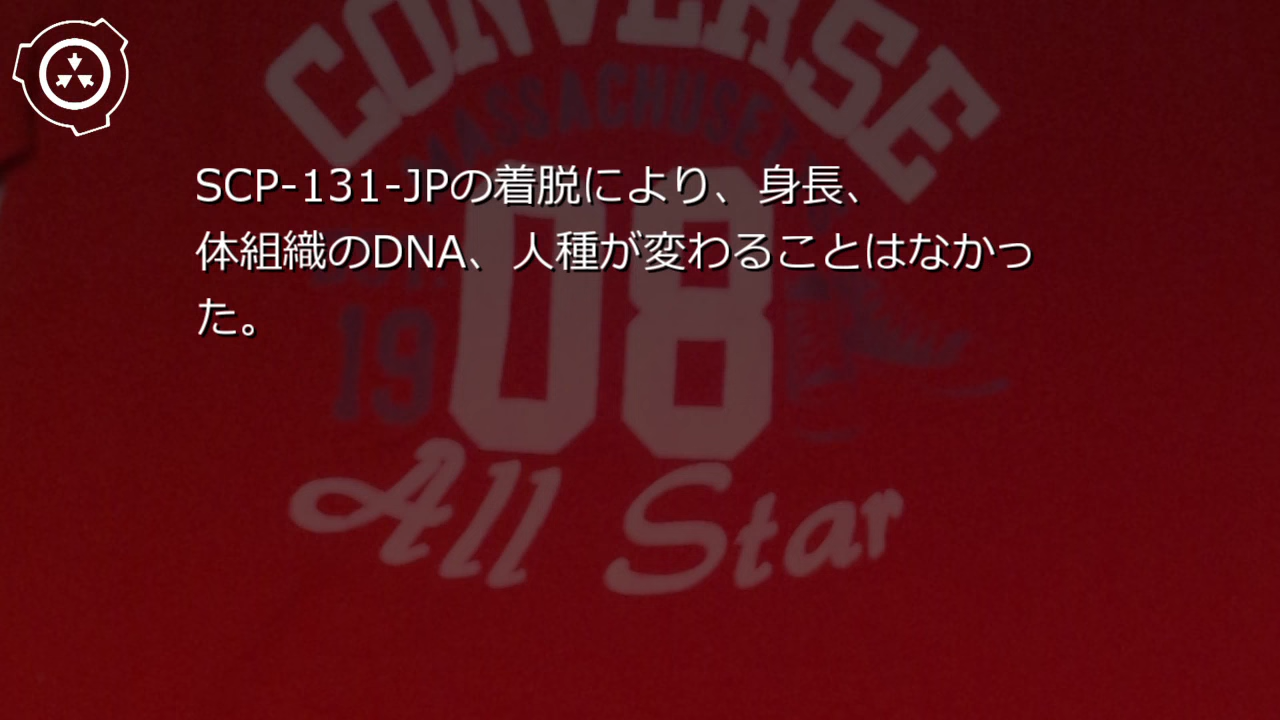 CONVERSE
MASSACHUSET
SCP-131-JPの着脱により、身長、
体組織のDNA、人種が変わることはなかっ
た。
19
08
All Star